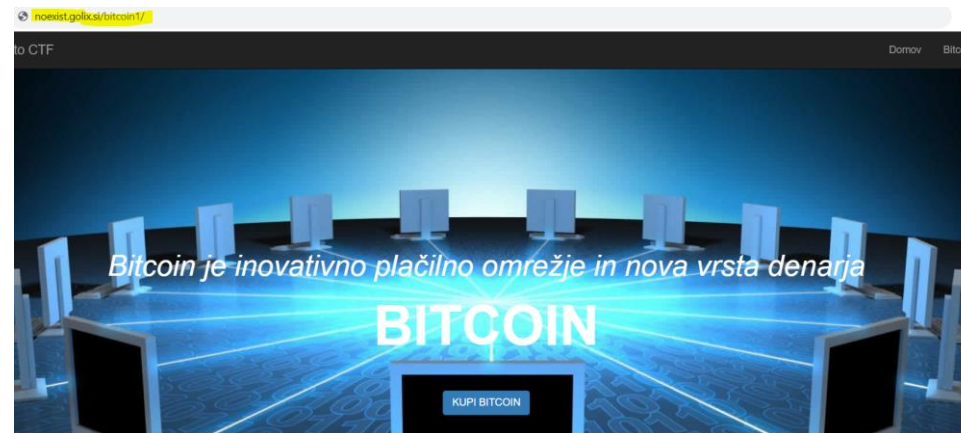 noexist.golix.si/bitcoin1/
to CTF
Domov
Bitc
Bitcoin je inovativno plačilno omrežje in nova vrsta denarja
BITCOIN
KUPI BITCOIN